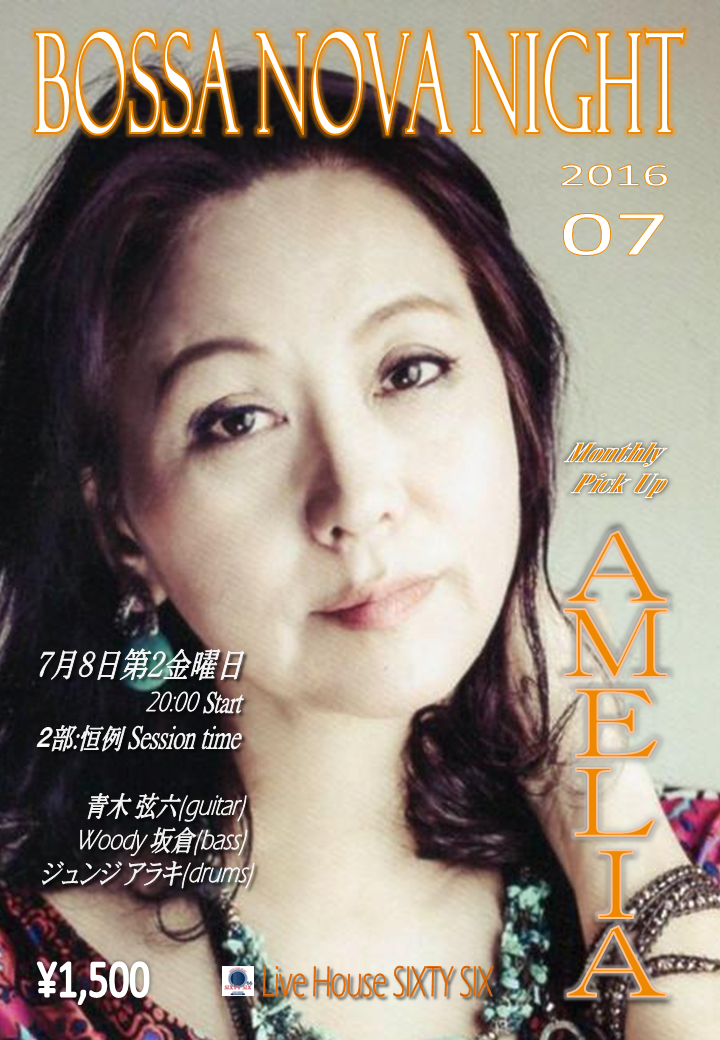 BOSSA NOVA NIGHT
2016
07
Monthly
Pick Up
AMELIA
7月8日第2金曜日
20:00 Start
2部:恒例 Session time
青木 弦六(guitar)
Woody 坂倉(bass)
ジュンジ アラキ(drums)
¥1,500
SIXTY SIX
Live House SIXTY SIX